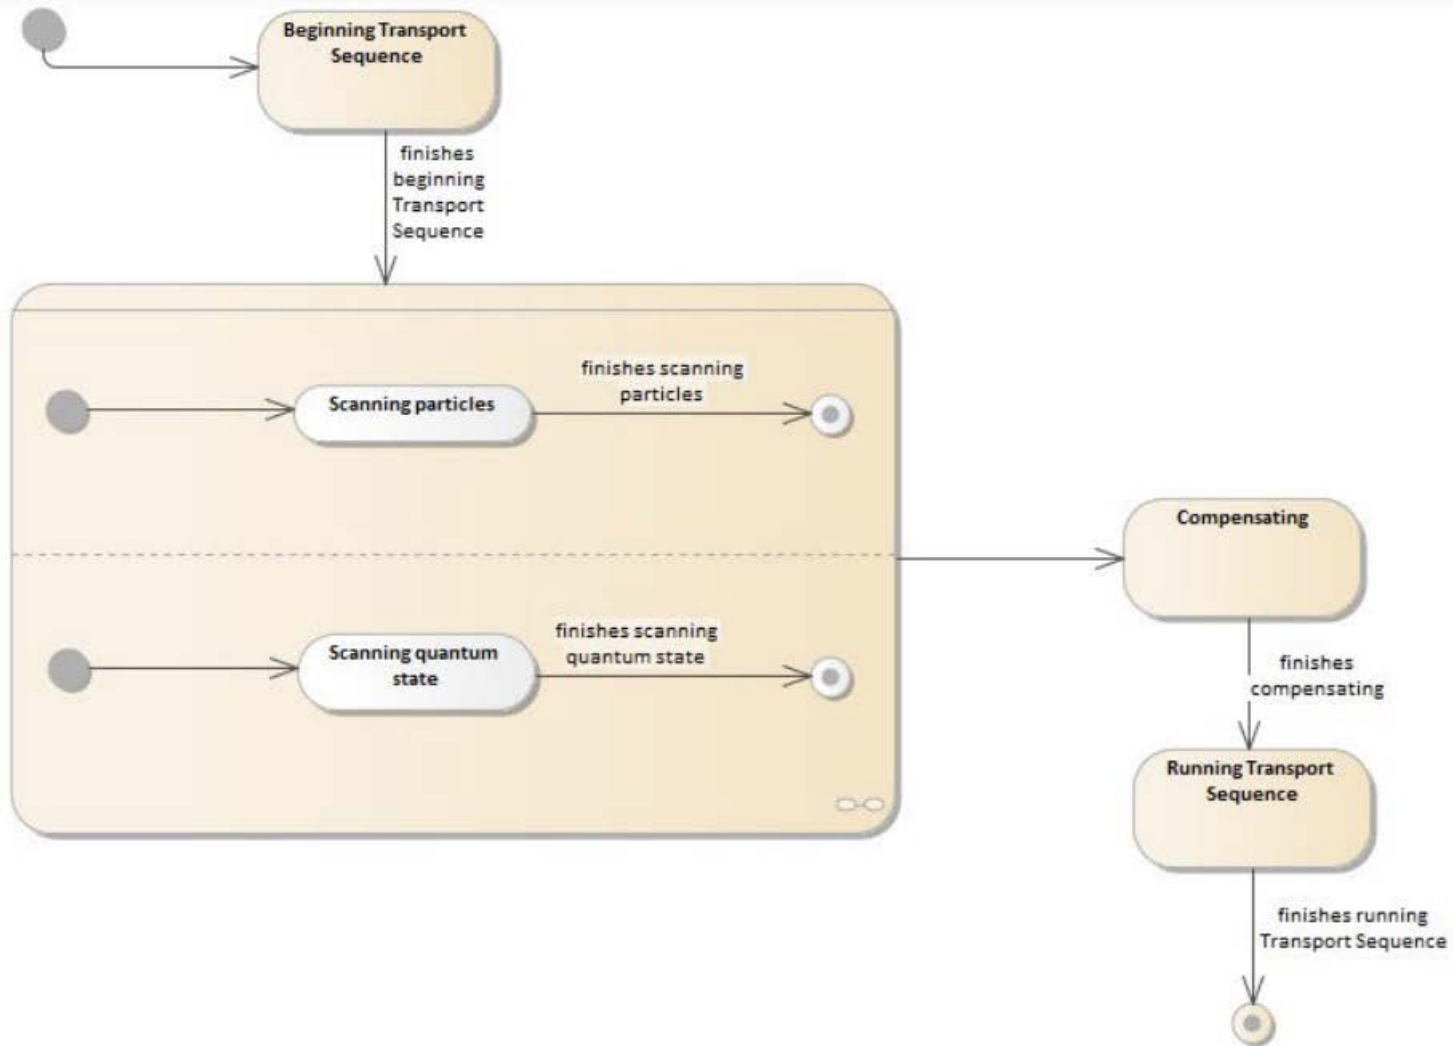 Beginning Transport
Sequence
finishes
beginning
Transport
Sequence
finishes scanning
particles
Scanning particles
finishes scanning
quantum state
Scanning quantum
state
Compensating
finishes
compensating
Running Transport
Sequence
finishes running
Transport Sequence